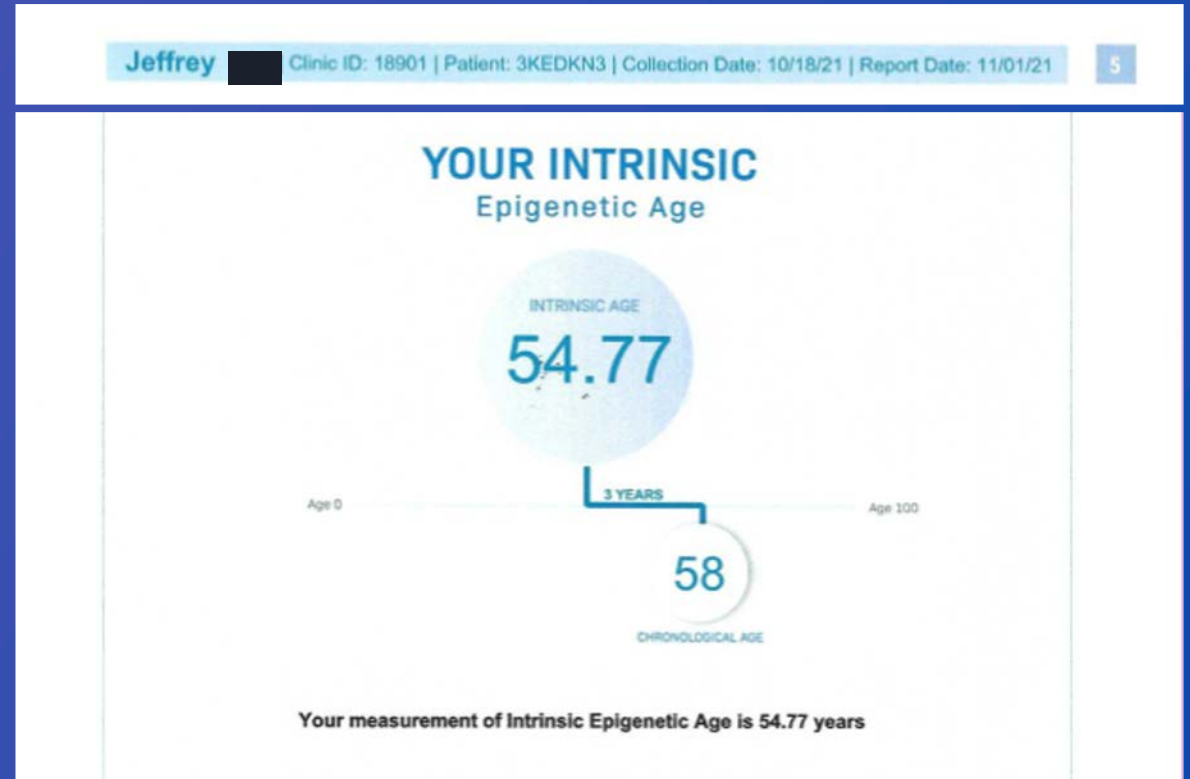 Jeffrey Clinic ID: 18901 | Patient: 3KEDKN3 | Collection Date: 10/18/21 | Report Date: 11/01/21 5
YOUR INTRINSIC
Epigenetic Age
INTRINSIC AGE
54.77
3 YEARS
Age 0 Age 100
58
CHRONOLOGICAL AGE
Your measurement of Intrinsic Epigenetic Age is 54.77 years